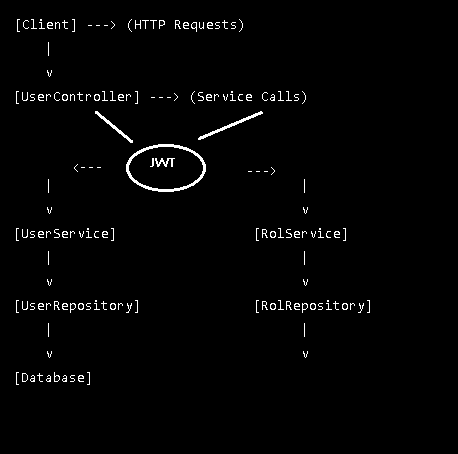 [Client] ---> (HTTP Requests)
|
v
[UserController] ---> (Service Calls)
JWT
<--- --->
| |
v v
[UserService] [RolService]
| |
v v
[UserRepository] [RolRepository]
| |
v v
[Database]